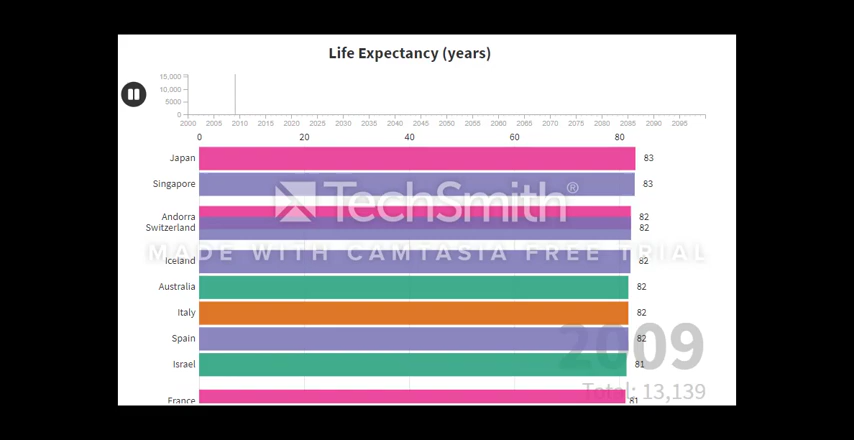 Life Expectancy (years)
15,000
10,000
5000
0
2000 2005 2010 2015 2020 2025 2030 2035 2040 2045 2050 2055 2060 2065 2070 2075 2080 2085 2090 2095
0 20 40 60 80
Japan 83
Singapore 83
TechSmith®
Andorra 82
Switzerland 82
MADE WITH CAMTASIA FREE TRIAL
Iceland 82
Australia 82
Italy 82
Spain 82
2009
Israel 81
Total: 13,139
France 81